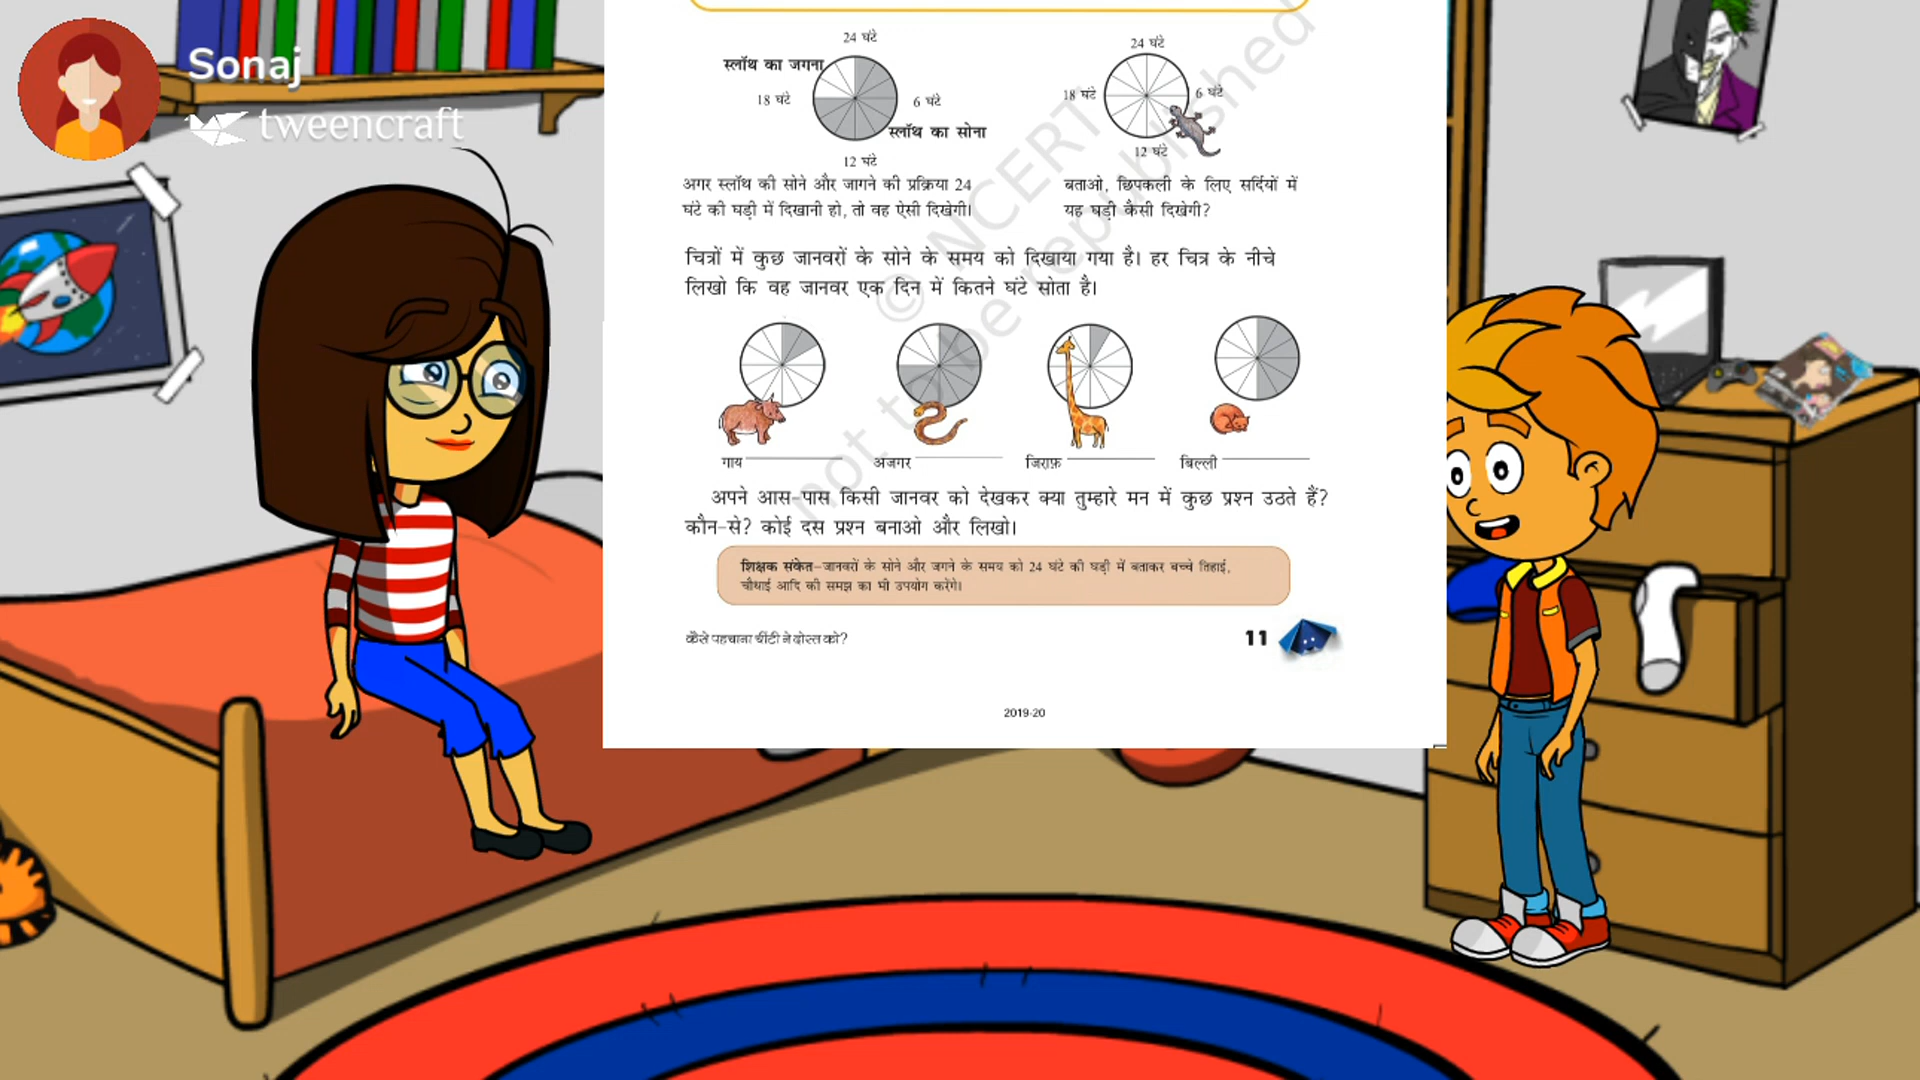 Sonaj
tweencraft
24 घंटे
स्लॉथ का जगना
18 घंटे
6 घंटे
स्लॉथ का सोना
12 घंटे
24 घंटे
18 घंटे
6 घंटे
12 घंटे
अगर स्लॉथ की सोने और जागने की प्रक्रिया 24
घंटे की घड़ी में दिखानी हो, तो वह ऐसी दिखेगी।
बताओ, छिपकली के लिए सर्दियों में
यह घड़ी कैसी दिखेगी?
चित्रों में कुछ जानवरों के सोने के समय को दिखाया गया है। हर चित्र के नीचे
लिखो कि वह जानवर एक दिन में कितने घंटे सोता है।
गाय
अजगर
जिराफ़
बिल्ली
अपने आस-पास किसी जानवर को देखकर क्या तुम्हारे मन में कुछ प्रश्न उठते हैं?
कौन-से? कोई दस प्रश्न बनाओ और लिखो।
शिक्षक संकेत–जानवरों के सोने और जगने के समय को 24 घंटे की घड़ी में बताकर बच्चे तिहाई,
चौथाई आदि की समझ का भी उपयोग करेंगे।
कैसे पहचाना चींटी ने दोस्त को?
11
2019-20
© NCERT
not to be republished